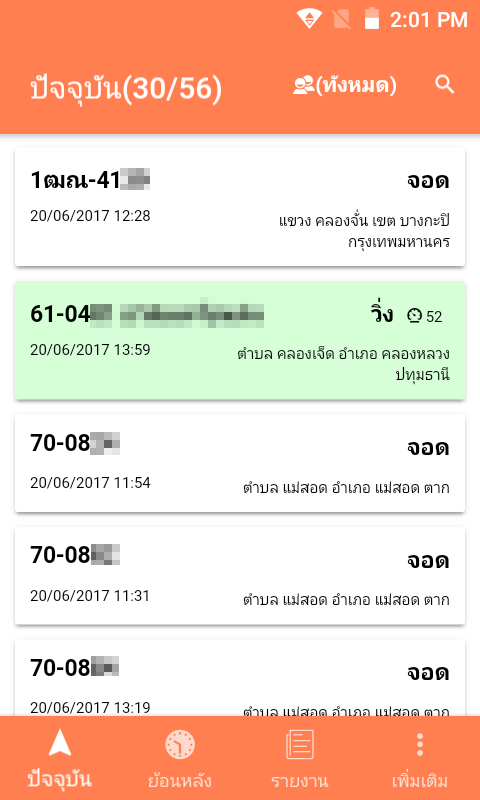 2:01 PM
ปัจจุบัน(30/56)
(ทั้งหมด)
1ฒณ-41
จอด
20/06/2017 12:28
แขวง คลองจั่น เขต บางกะปิ
กรุงเทพมหานคร
61-04
วิ่ง 52
20/06/2017 13:59
ตำบล คลองเจ็ด อำเภอ คลองหลวง
ปทุมธานี
70-08
จอด
20/06/2017 11:54
ตำบล แม่สอด อำเภอ แม่สอด ตาก
70-08
จอด
20/06/2017 11:31
ตำบล แม่สอด อำเภอ แม่สอด ตาก
70-08
จอด
20/06/2017 13:19
ตำบล แม่สอด อำเภอ แม่สอด ตาก
ปัจจุบัน
ย้อนหลัง
รายงาน
เพิ่มเติม